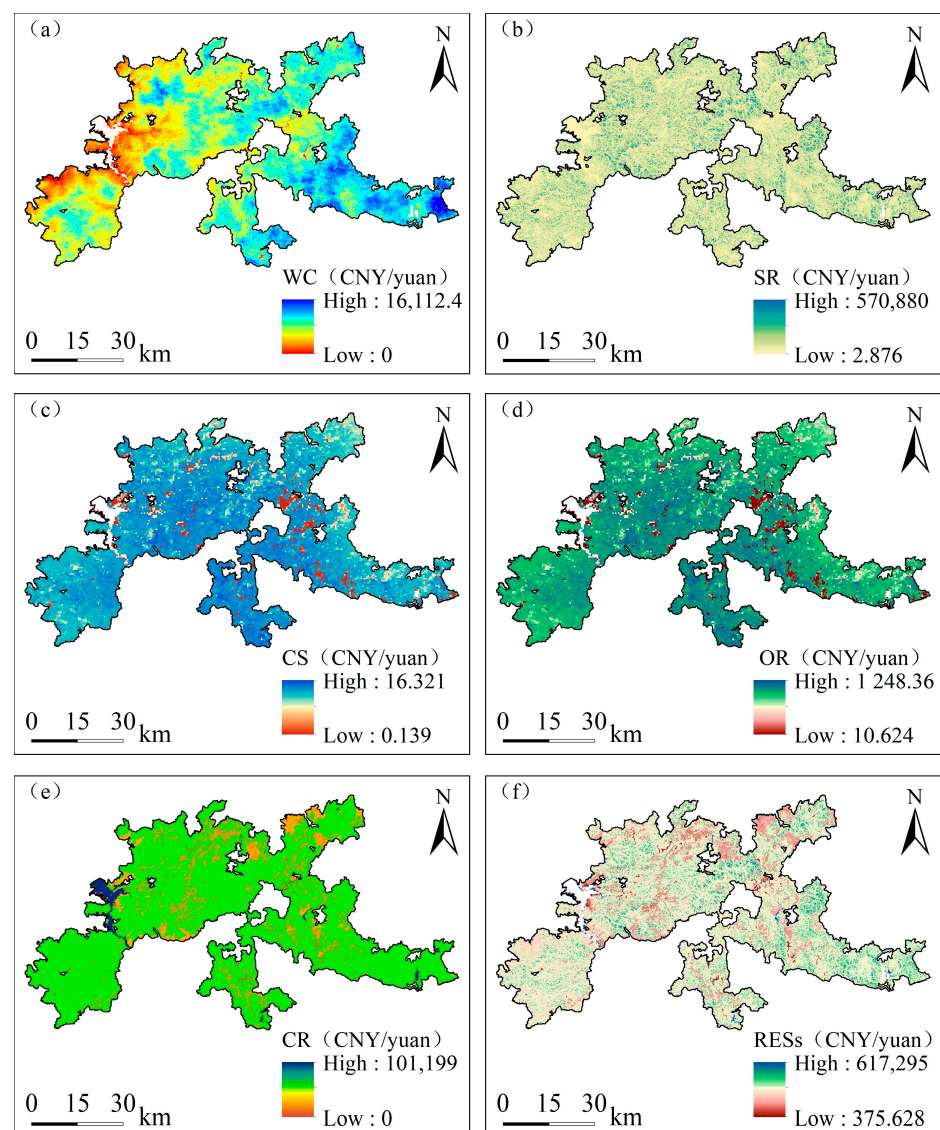 （a）
N
WC（CNY/yuan）
High : 16,112.4
Low : 0
0 15 30 km
（b）
N
SR（CNY/yuan）
High : 570,880
Low : 2.876
0 15 30 km
（c）
N
CS（CNY/yuan）
High : 16.321
Low : 0.139
0 15 30 km
（d）
N
OR（CNY/yuan）
High : 1 248.36
Low : 10.624
0 15 30 km
（e）
N
CR（CNY/yuan）
High : 101,199
Low : 0
0 15 30 km
（f）
N
RESs（CNY/yuan）
High : 617,295
Low : 375.628
0 15 30 km